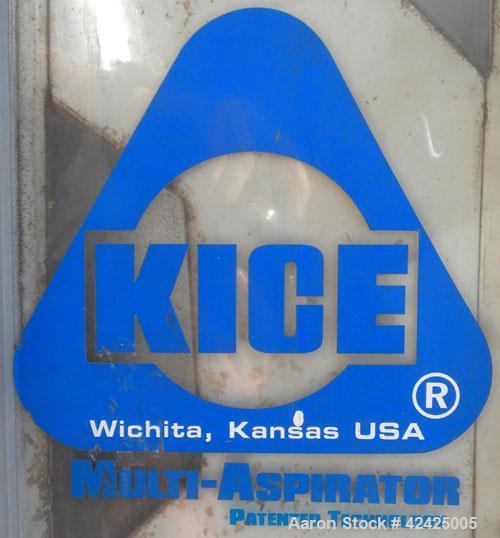 KICE
®
Wichita, Kansas USA
MULTI-ASPIRATOR
PATENTED
Aaron Stock # 42425005